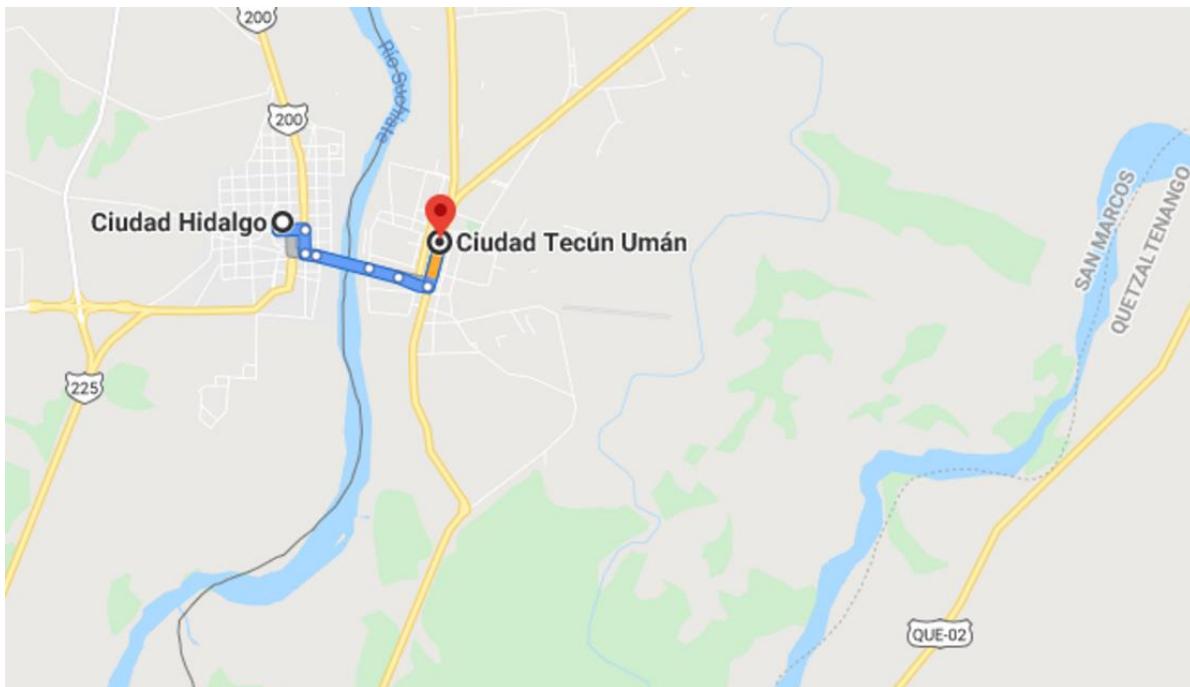 200
200
Río Suchiate
Ciudad Hidalgo
Ciudad Tecún Umán
SAN MARCOS
QUETZALTENANGO
225
QUE-02